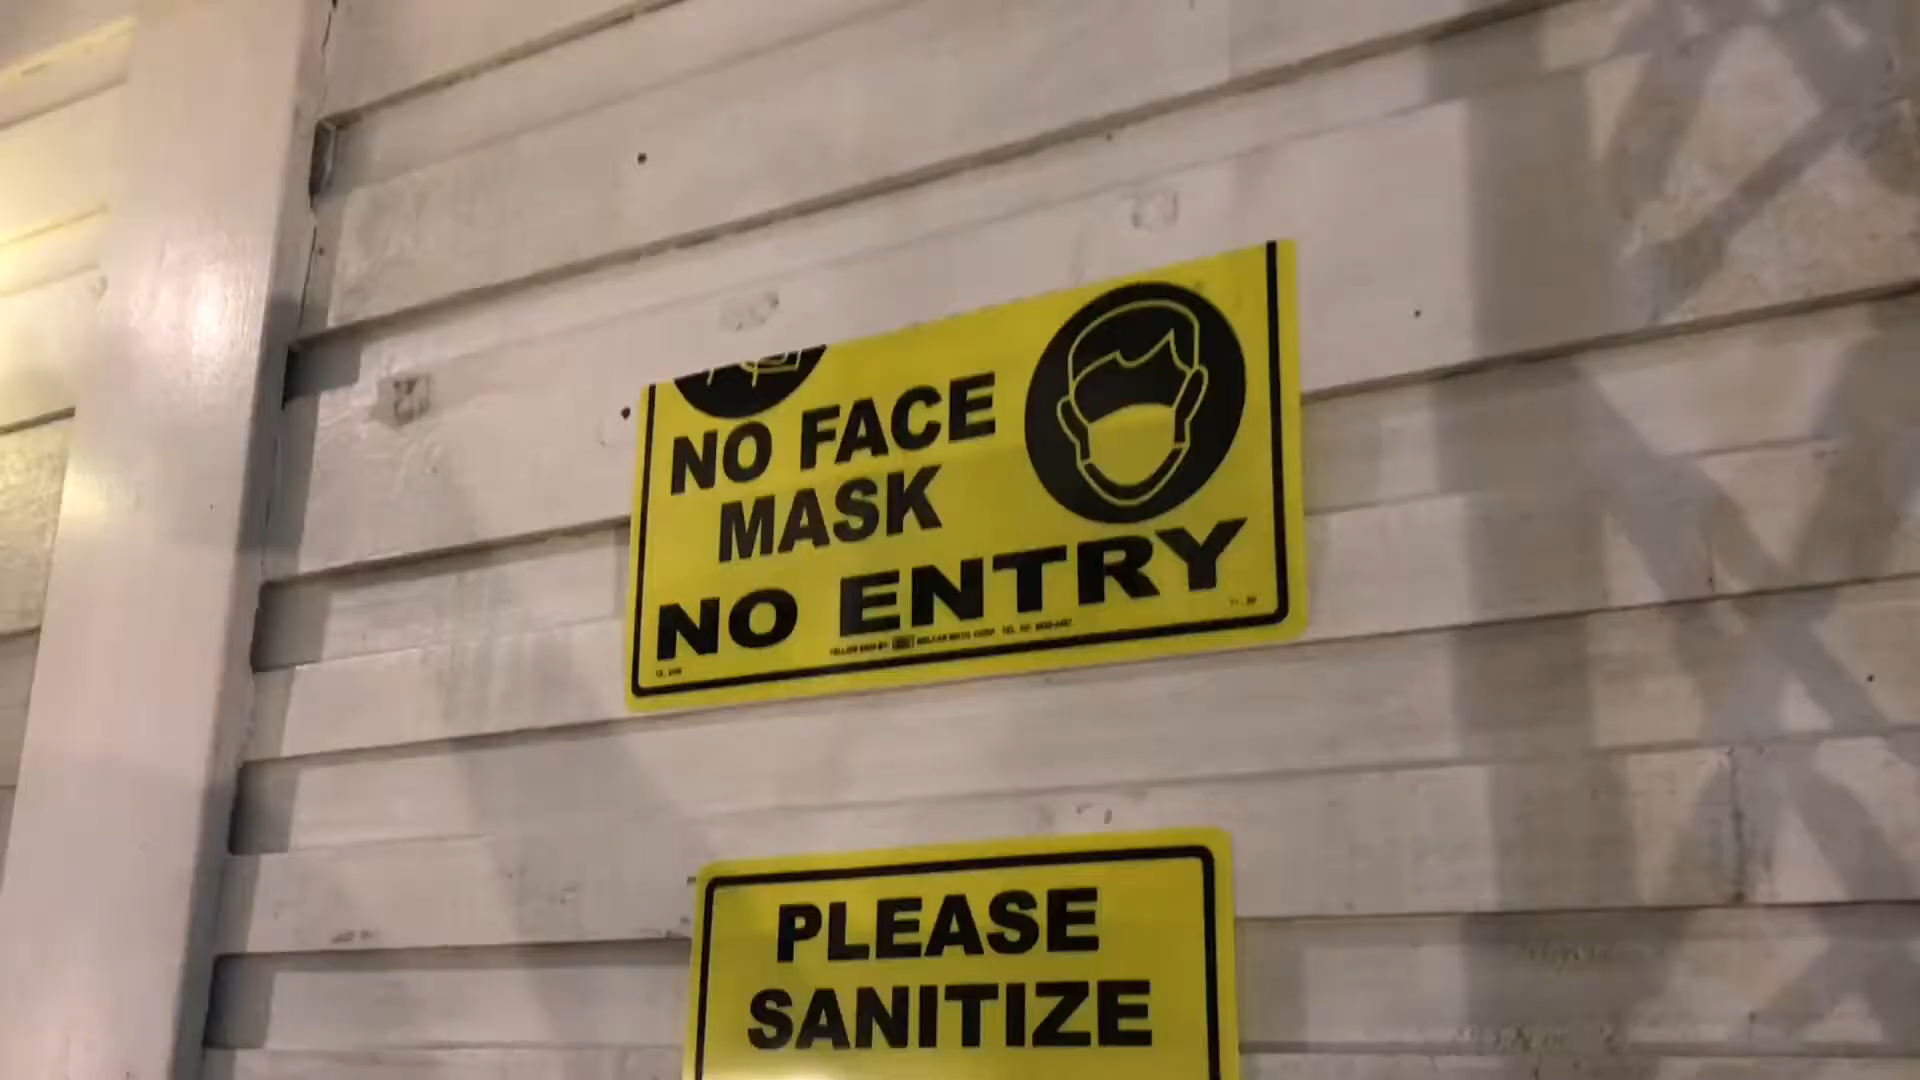 NO FACE
MASK
NO ENTRY
PLEASE
SANITIZE